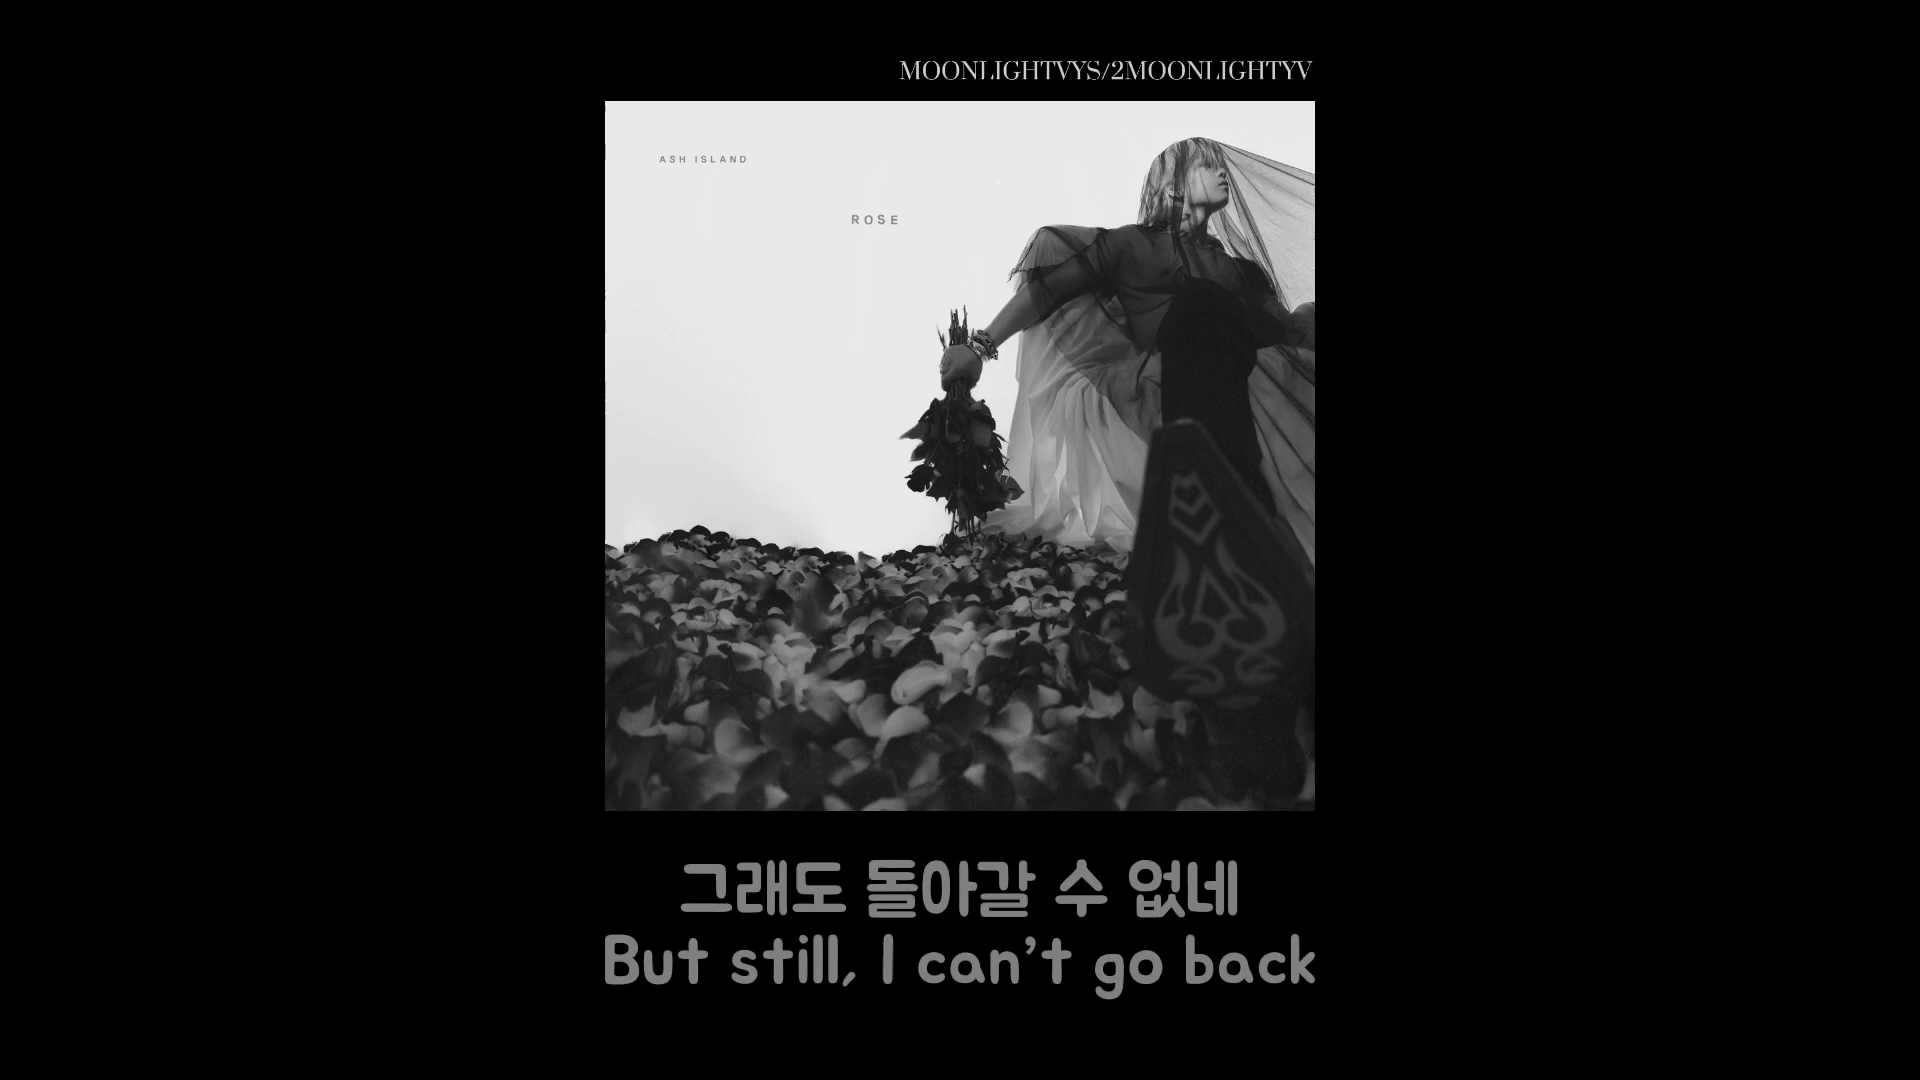 MOONLIGHTVYS/2MOONLIGHTYV
ASH ISLAND
ROSE
그래도 돌아갈 수 없네
But still, I can't go back